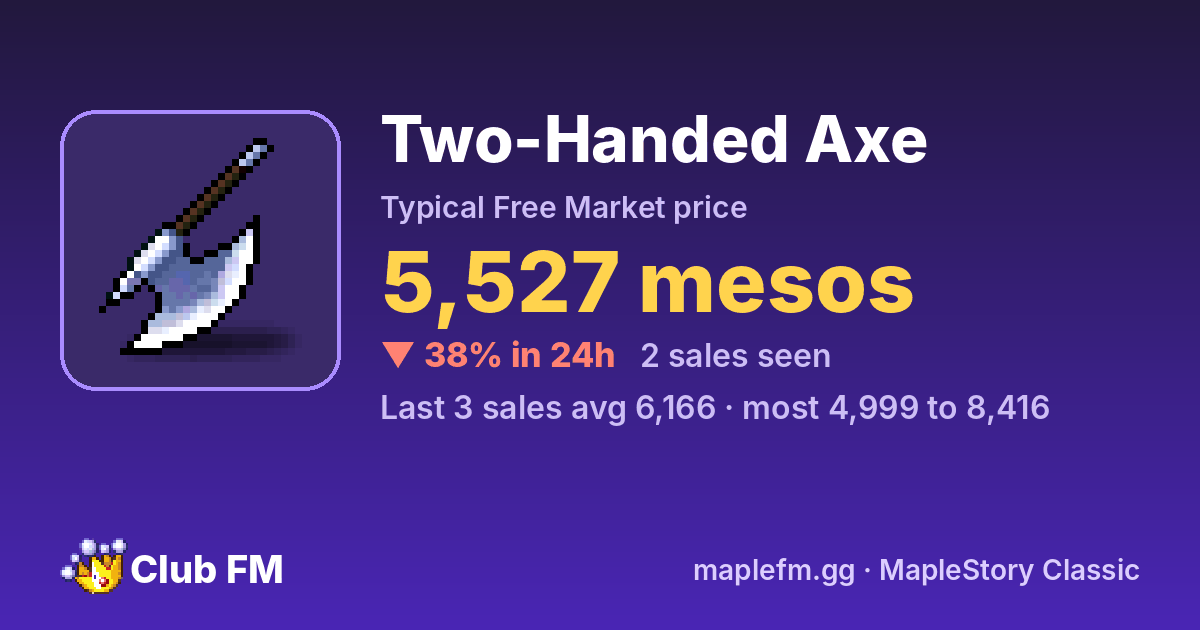 Two-Handed Axe
Typical Free Market price
5,527 mesos
▼ 38% in 24h 2 sales seen
Last 3 sales avg 6,166 · most 4,999 to 8,416
Club FM
maplefm.gg · MapleStory Classic